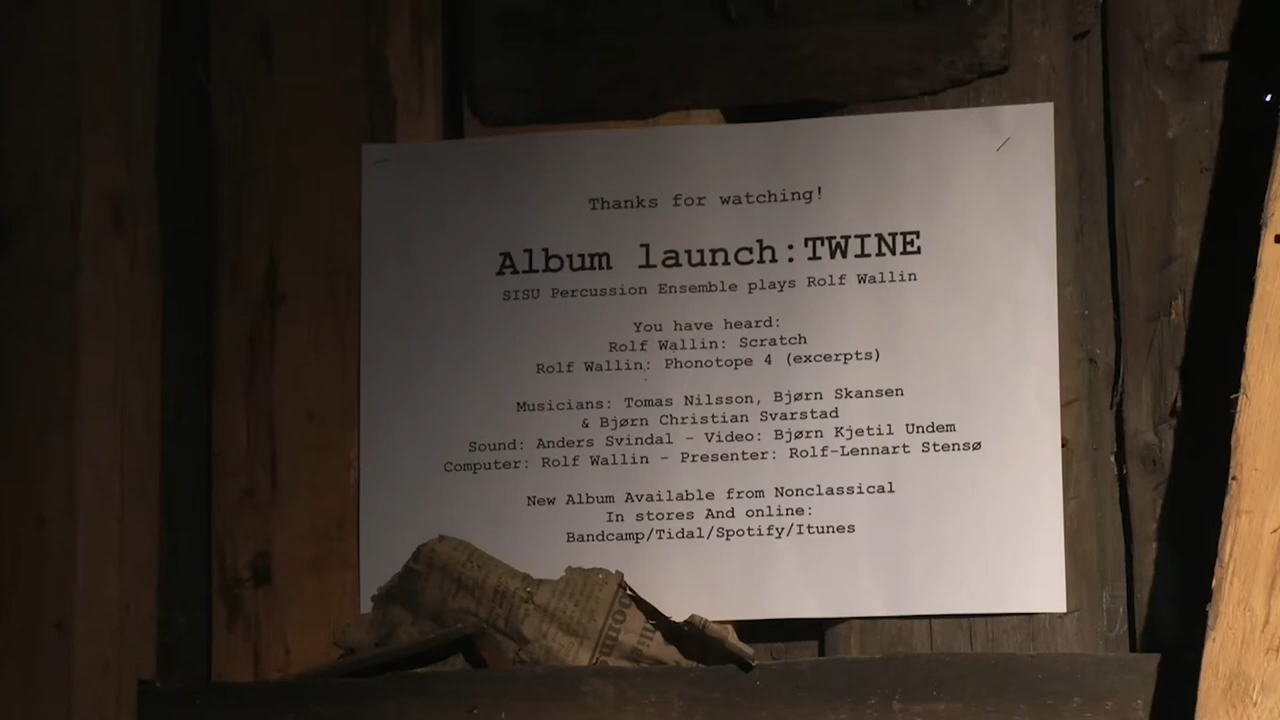 Thanks for watching!
Album launch:TWINE
SISU Percussion Ensemble plays Rolf Wallin
You have heard:
Rolf Wallin: Scratch
Rolf Wallin: Phonotope 4 (excerpts)
Musicians: Tomas Nilsson, Bjørn Skansen
& Bjørn Christian Svarstad
Sound: Anders Svindal - Video: Bjørn Kjetil Undem
Computer: Rolf Wallin - Presenter: Rolf-Lennart Stensø
New Album Available from Nonclassical
In stores And online:
Bandcamp/Tidal/Spotify/Itunes